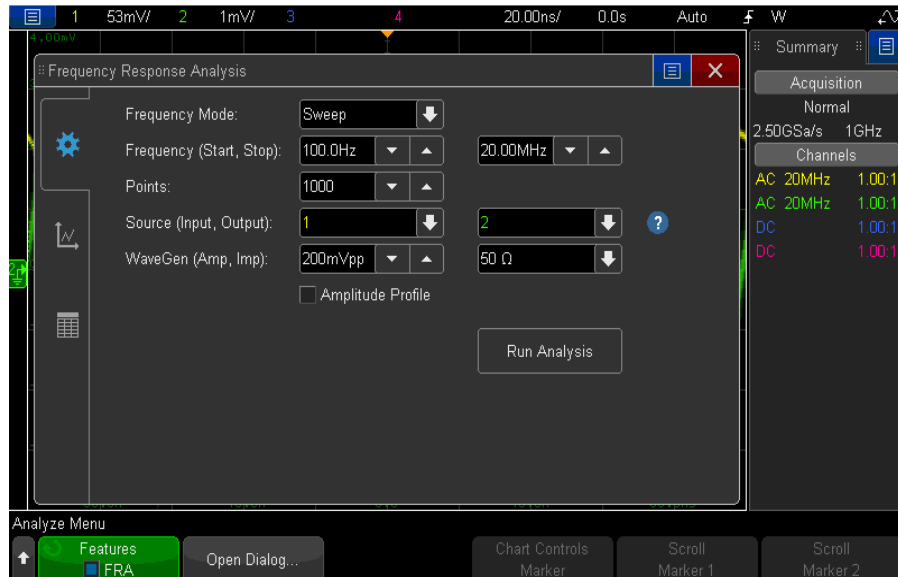 1 53mV/ 2 1mV/ 3 4 20.00ns/ 0.0s Auto W
4.00mV
Summary
Frequency Response Analysis
Acquisition
Normal
2.50GSa/s 1GHz
Channels
AC 20MHz 1.00:1
AC 20MHz 1.00:1
DC 1.00:1
DC 1.00:1
Frequency Mode: Sweep
Frequency (Start, Stop): 100.0Hz 20.00MHz
Points: 1000
Source (Input, Output): 1 2 ?
WaveGen (Amp, Imp): 200mVpp 50 Ω
Amplitude Profile
Run Analysis
2
Analyze Menu
Features
FRA
Open Dialog...
Chart Controls
Marker
Scroll
Marker 1
Scroll
Marker 2